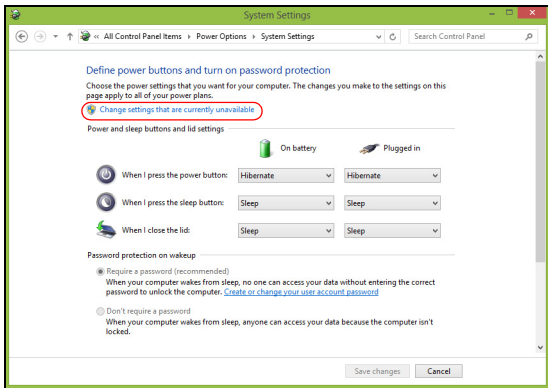 System Settings
« All Control Panel Items Power Options System Settings
Search Control Panel
Define power buttons and turn on password protection
Choose the power settings that you want for your computer. The changes you make to the settings on this
page apply to all of your power plans.
Change settings that are currently unavailable
Power and sleep buttons and lid settings
On battery Plugged in
When I press the power button: Hibernate Hibernate
When I press the sleep button: Sleep Sleep
When I close the lid: Sleep Sleep
Password protection on wakeup
Require a password (recommended)
When your computer wakes from sleep, no one can access your data without entering the correct
password to unlock the computer. Create or change your user account password
Don't require a password
When your computer wakes from sleep, anyone can access your data because the computer isn't
locked.
Save changes Cancel